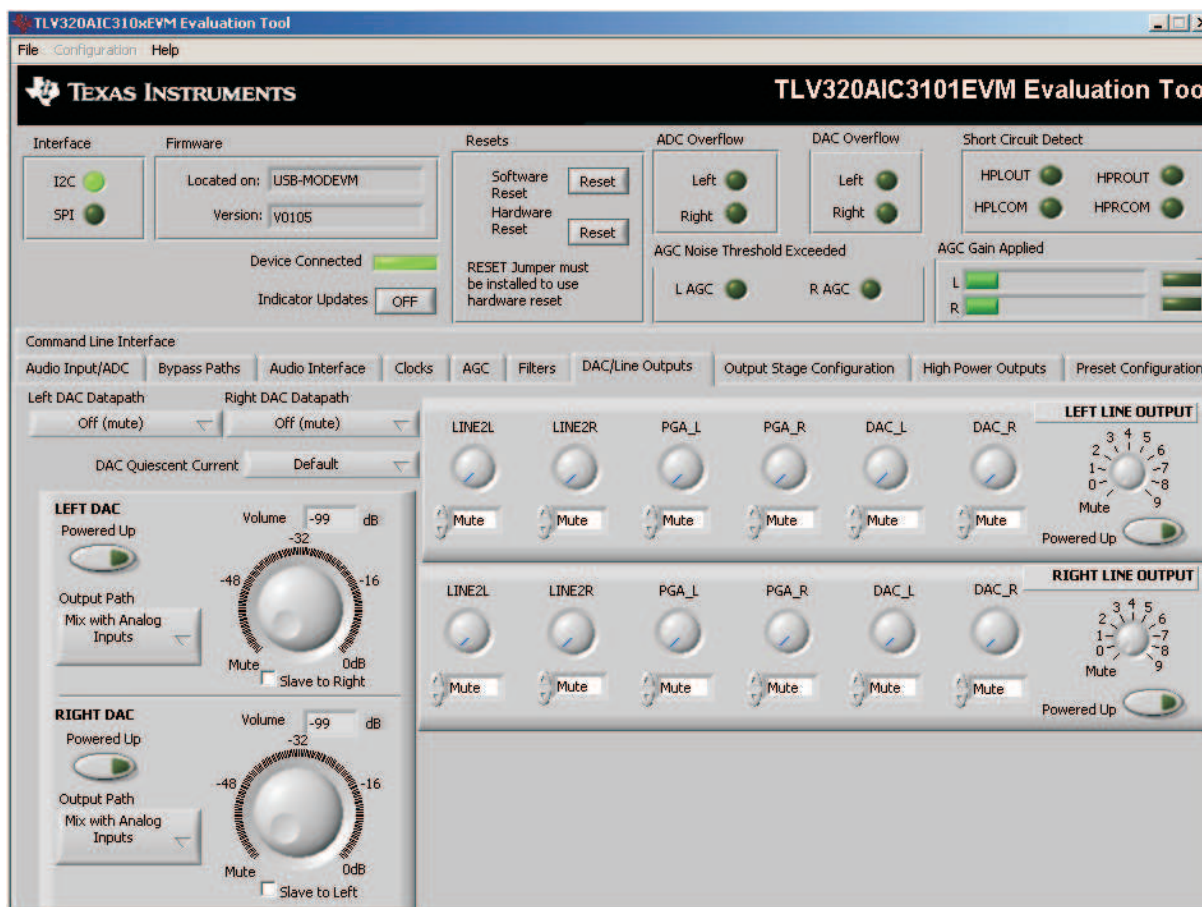 TLV320AIC310xEVM Evaluation Tool
File Configuration Help
TEXAS INSTRUMENTS
TLV320AIC3101EVM Evaluation Too
Interface
I2C
SPI
Firmware
Located on: USB-MODEVM
Version: V0105
Device Connected
Indicator Updates OFF
Resets
Software Reset Reset
Hardware Reset Reset
RESET Jumper must
be installed to use
hardware reset
ADC Overflow
Left
Right
DAC Overflow
Left
Right
Short Circuit Detect
HPLOUT HPROUT
HPLCOM HPRCOM
AGC Noise Threshold Exceeded
L AGC R AGC
AGC Gain Applied
L
R
Command Line Interface
Audio Input/ADC Bypass Paths Audio Interface Clocks AGC Filters DAC/Line Outputs Output Stage Configuration High Power Outputs Preset Configuration
Left DAC Datapath Right DAC Datapath
Off (mute) Off (mute)
DAC Quiescent Current Default
LEFT DAC
Powered Up
Volume -99 dB
-32
-48 -16
Output Path
Mix with Analog
Inputs
Mute 0dB
Slave to Right
RIGHT DAC
Powered Up
Volume -99 dB
-32
-48 -16
Output Path
Mix with Analog
Inputs
Mute 0dB
Slave to Left
LEFT LINE OUTPUT
LINE2L LINE2R PGA_L PGA_R DAC_L DAC_R
Mute Mute Mute Mute Mute Mute
Mute 0 1 2 3 4 5 6 7 8 9
Powered Up
RIGHT LINE OUTPUT
LINE2L LINE2R PGA_L PGA_R DAC_L DAC_R
Mute Mute Mute Mute Mute Mute
Mute 0 1 2 3 4 5 6 7 8 9
Powered Up